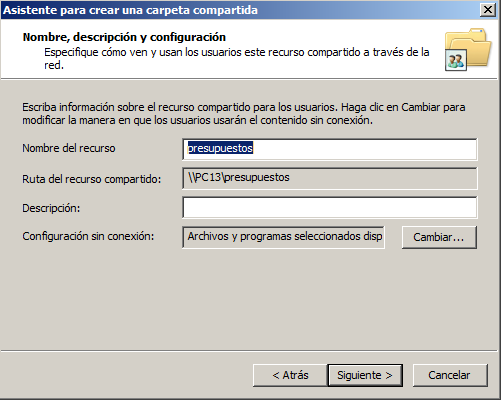 Asistente para crear una carpeta compartida
Nombre, descripción y configuración
Especifique cómo ven y usan los usuarios este recurso compartido a través de la
red.
Escriba información sobre el recurso compartido para los usuarios. Haga clic en Cambiar para
modificar la manera en que los usuarios usarán el contenido sin conexión.
Nombre del recurso
presupuestos
Ruta del recurso compartido:
\\PC13\presupuestos
Descripción:
Configuración sin conexión:
Archivos y programas seleccionados disp
Cambiar...
< Atrás
Siguiente >
Cancelar